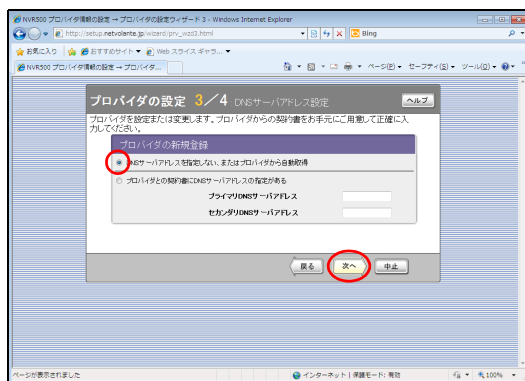 NVR500 プロバイダ情報の設定 → プロバイダの設定ウィザード 3 - Windows Internet Explorer
http://setup.netvolante.jp/wizard/prv_wzd3.html
Bing
お気に入り
おすすめサイト ▼
Web スライス ギャラ... ▼
NVR500 プロバイダ情報の設定 → プロバイダ...
ページ(P) ▼ セーフティ(S) ▼ ツール(O) ▼
プロバイダの設定 3/4 DNSサーバアドレス設定
ヘルプ
プロバイダを設定または変更します。プロバイダからの契約書をお手元にご用意して正確に入
力してください。
プロバイダの新規登録
DNSサーバアドレスを指定しない、またはプロバイダから自動取得
プロバイダとの契約書にDNSサーバアドレスの指定がある
プライマリDNSサーバアドレス
セカンダリDNSサーバアドレス
戻る 次へ 中止
ページが表示されました
インターネット | 保護モード: 有効
100%